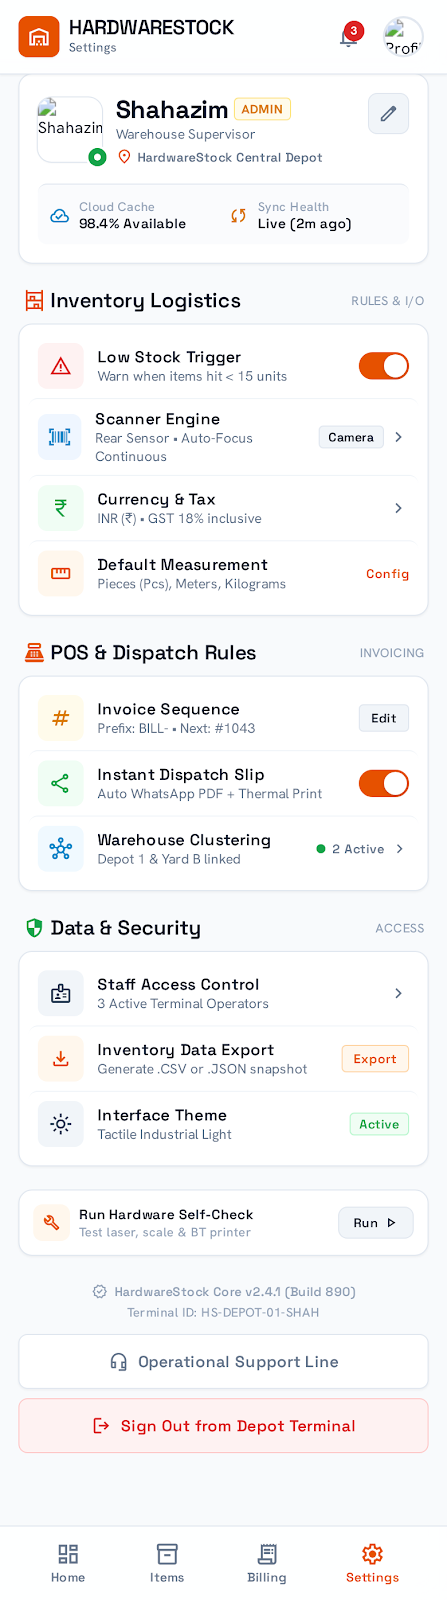 HARDWARESTOCK
Settings
3
Profi
Shahazim
Shahazim ADMIN
Warehouse Supervisor
HardwareStock Central Depot
Cloud Cache
98.4% Available
Sync Health
Live (2m ago)
Inventory Logistics RULES & I/O
Low Stock Trigger
Warn when items hit < 15 units
Scanner Engine
Rear Sensor • Auto-Focus
Continuous
Camera
Currency & Tax
INR (₹) • GST 18% inclusive
Default Measurement
Pieces (Pcs), Meters, Kilograms
Config
POS & Dispatch Rules INVOICING
Invoice Sequence
Prefix: BILL- • Next: #1043
Edit
Instant Dispatch Slip
Auto WhatsApp PDF + Thermal Print
Warehouse Clustering
Depot 1 & Yard B linked
2 Active
Data & Security ACCESS
Staff Access Control
3 Active Terminal Operators
Inventory Data Export
Generate .CSV or .JSON snapshot
Export
Interface Theme
Tactile Industrial Light
Active
Run Hardware Self-Check
Test laser, scale & BT printer
Run
HardwareStock Core v2.4.1 (Build 890)
Terminal ID: HS-DEPOT-01-SHAH
Operational Support Line
Sign Out from Depot Terminal
Home Items Billing Settings